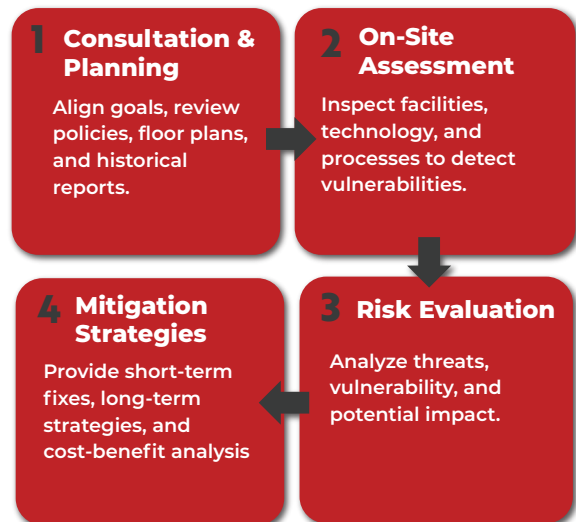 1 Consultation &
Planning
Align goals, review
policies, floor plans,
and historical
reports.
2 On-Site
Assessment
Inspect facilities,
technology, and
processes to detect
vulnerabilities.
3 Risk Evaluation
Analyze threats,
vulnerability, and
potential impact.
4 Mitigation
Strategies
Provide short-term
fixes, long-term
strategies, and
cost-benefit analysis